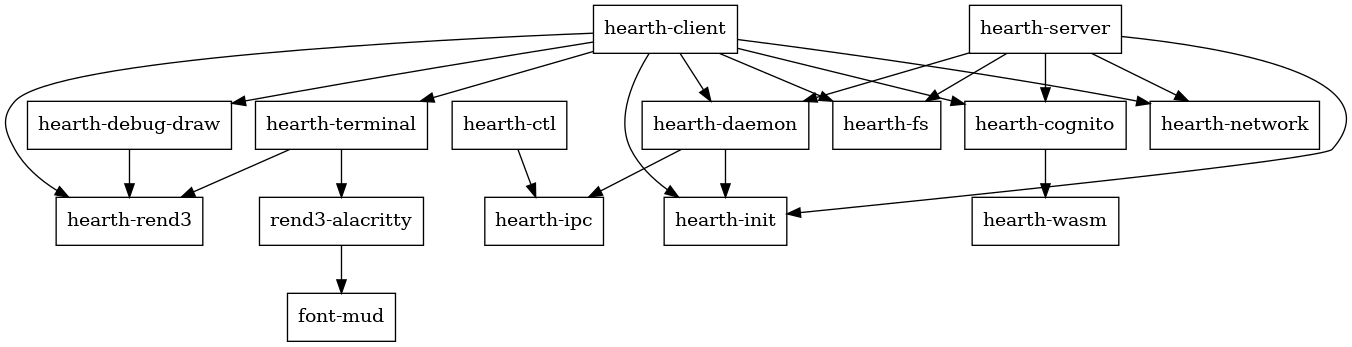 hearth-client
hearth-server
hearth-debug-draw
hearth-terminal
hearth-ctl
hearth-daemon
hearth-fs
hearth-cognito
hearth-network
hearth-rend3
rend3-alacritty
hearth-ipc
hearth-init
hearth-wasm
font-mud